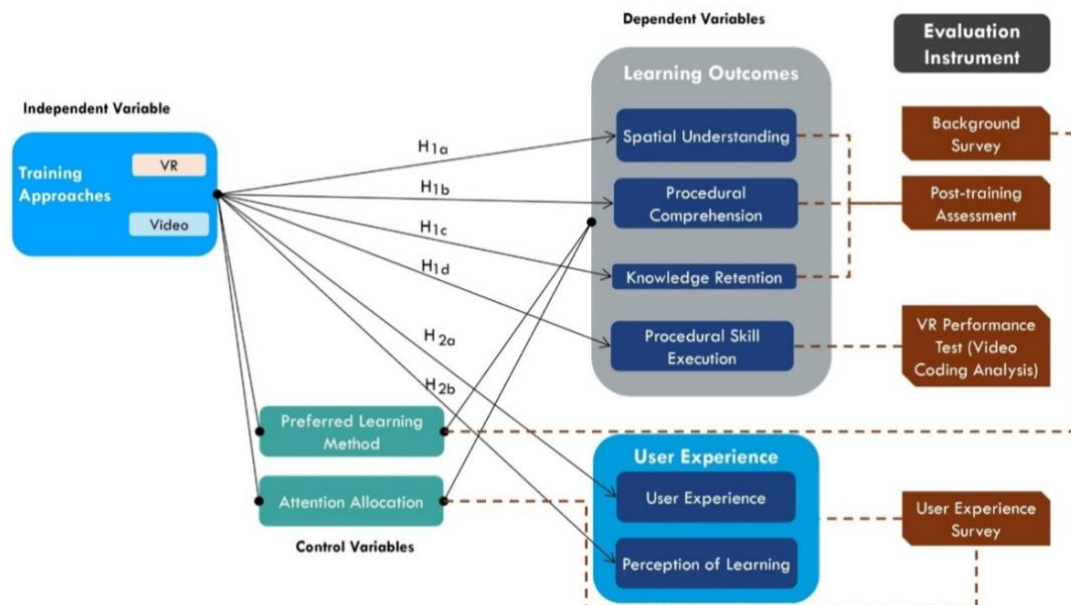 Dependent Variables
Evaluation
Instrument
Learning Outcomes
Independent Variable
Training
Approaches
VR
Video
H1a
H1b
H1c
H1d
H2a
H2b
Spatial Understanding
Procedural
Comprehension
Knowledge Retention
Procedural Skill
Execution
Background
Survey
Post-training
Assessment
VR Performance
Test (Video
Coding Analysis)
Preferred Learning
Method
Attention Allocation
Control Variables
User Experience
User Experience
Perception of Learning
User Experience
Survey